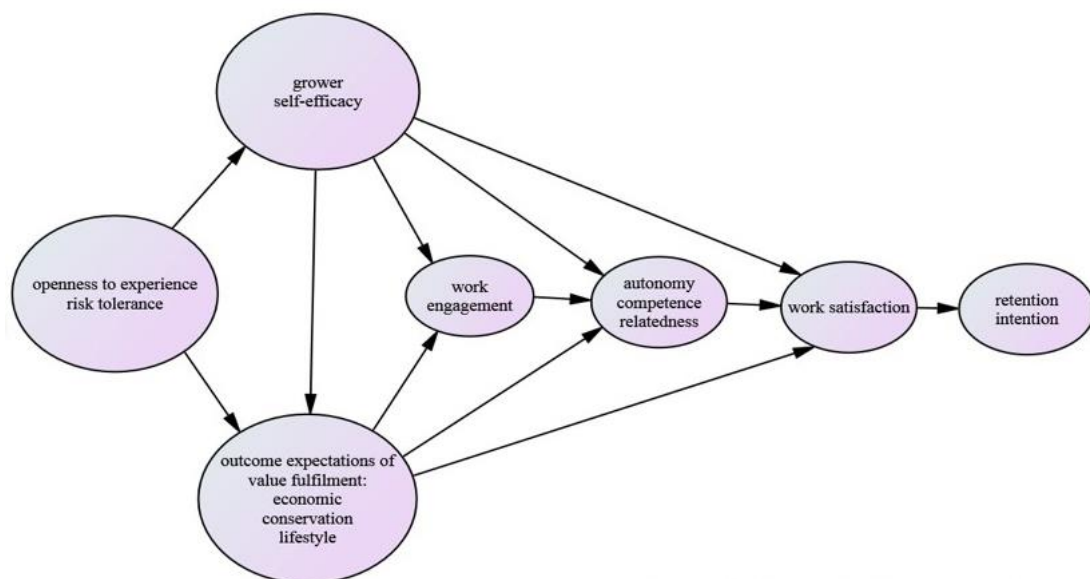 grower
self-efficacy
openness to experience
risk tolerance
work
engagement
autonomy
competence
relatedness
work satisfaction
retention
intention
outcome expectations of
value fulfilment:
economic
conservation
lifestyle